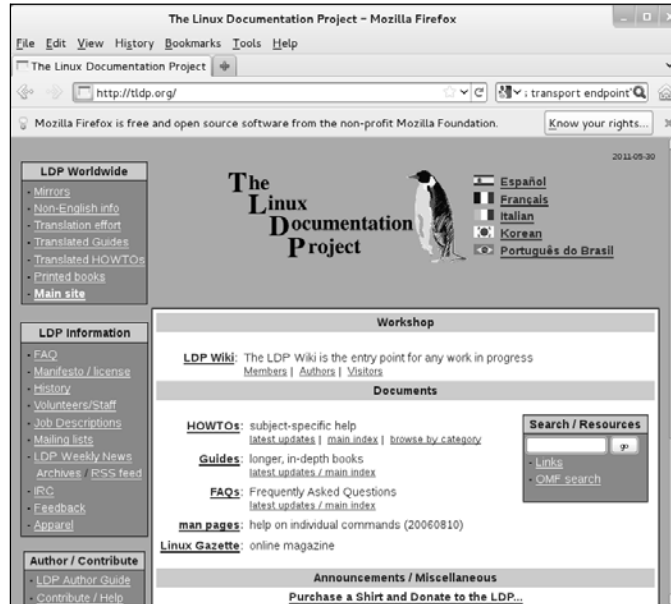 The Linux Documentation Project – Mozilla Firefox
File Edit View History Bookmarks Tools Help
The Linux Documentation Project
http://tldp.org/
: transport endpoint"
Mozilla Firefox is free and open source software from the non-profit Mozilla Foundation.
Know your rights...
2011-05-30
LDP Worldwide
- Mirrors
- Non-English info
- Translation effort
- Translated Guides
- Translated HOWTOs
- Printed books
- Main site
The
Linux
Documentation
Project
Español
Français
Italian
Korean
Português do Brasil
LDP Information
- FAQ
- Manifesto / license
- History
- Volunteers/Staff
- Job Descriptions
- Mailing lists
- LDP Weekly News
Archives / RSS feed
- IRC
- Feedback
- Apparel
Author / Contribute
- LDP Author Guide
- Contribute / Help
Workshop
LDP Wiki: The LDP Wiki is the entry point for any work in progress
Members | Authors | Visitors
Documents
HOWTOs: subject-specific help
latest updates | main index | browse by category
Guides: longer, in-depth books
latest updates / main index
FAQs: Frequently Asked Questions
latest updates / main index
man pages: help on individual commands (20060810)
Linux Gazette: online magazine
Search / Resources
go
- Links
- OMF search
Announcements / Miscellaneous
Purchase a Shirt and Donate to the LDP...